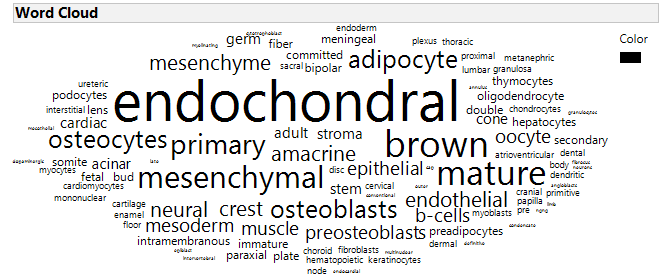 Word Cloud
Color
endoderm
germ fiber meningeal plexus thoracic
mesenchyme committed adipocyte proximal metanephric
sacral bipolar lumbar granulosa
ureteric thymocytes
podocytes endochondral oligodendrocyte
interstitial lens double chondrocytes
cardiac cone hepatocytes
osteocytes primary adult stroma brown oocyte secondary
amacrine atrioventricular dental
somite acinar disc epithelial mature body
myocytes fetal bud mesenchymal dendritic
cardiomyocytes stem cervical cranial primitive
mononuclear endothelial papilla
cartilage neural crest osteoblasts b-cells myoblasts pre
enamel
floor mesoderm muscle preosteoblasts preadipocytes
intramembranous immature dermal
paraxial plate choroid fibroblasts
hematopoietic keratinocytes
node